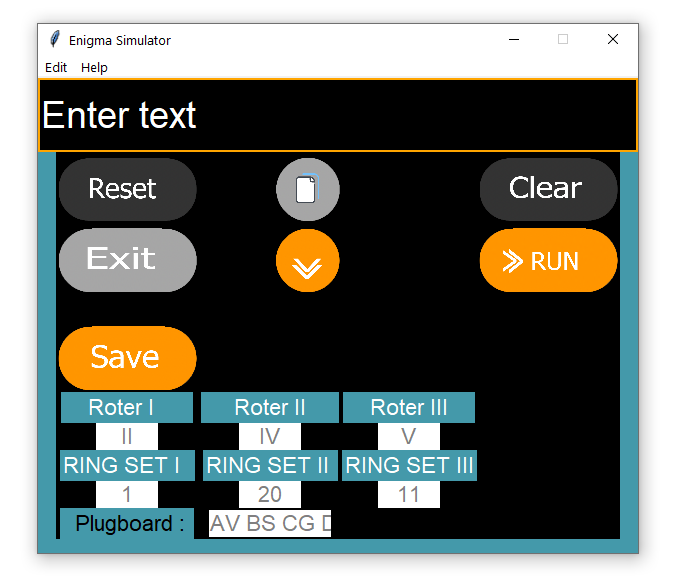 Enigma Simulator
Edit Help
Enter text
Reset Clear
Exit RUN
Save
Roter I Roter II Roter III
II IV V
RING SET I RING SET II RING SET III
1 20 11
Plugboard : AV BS CG D